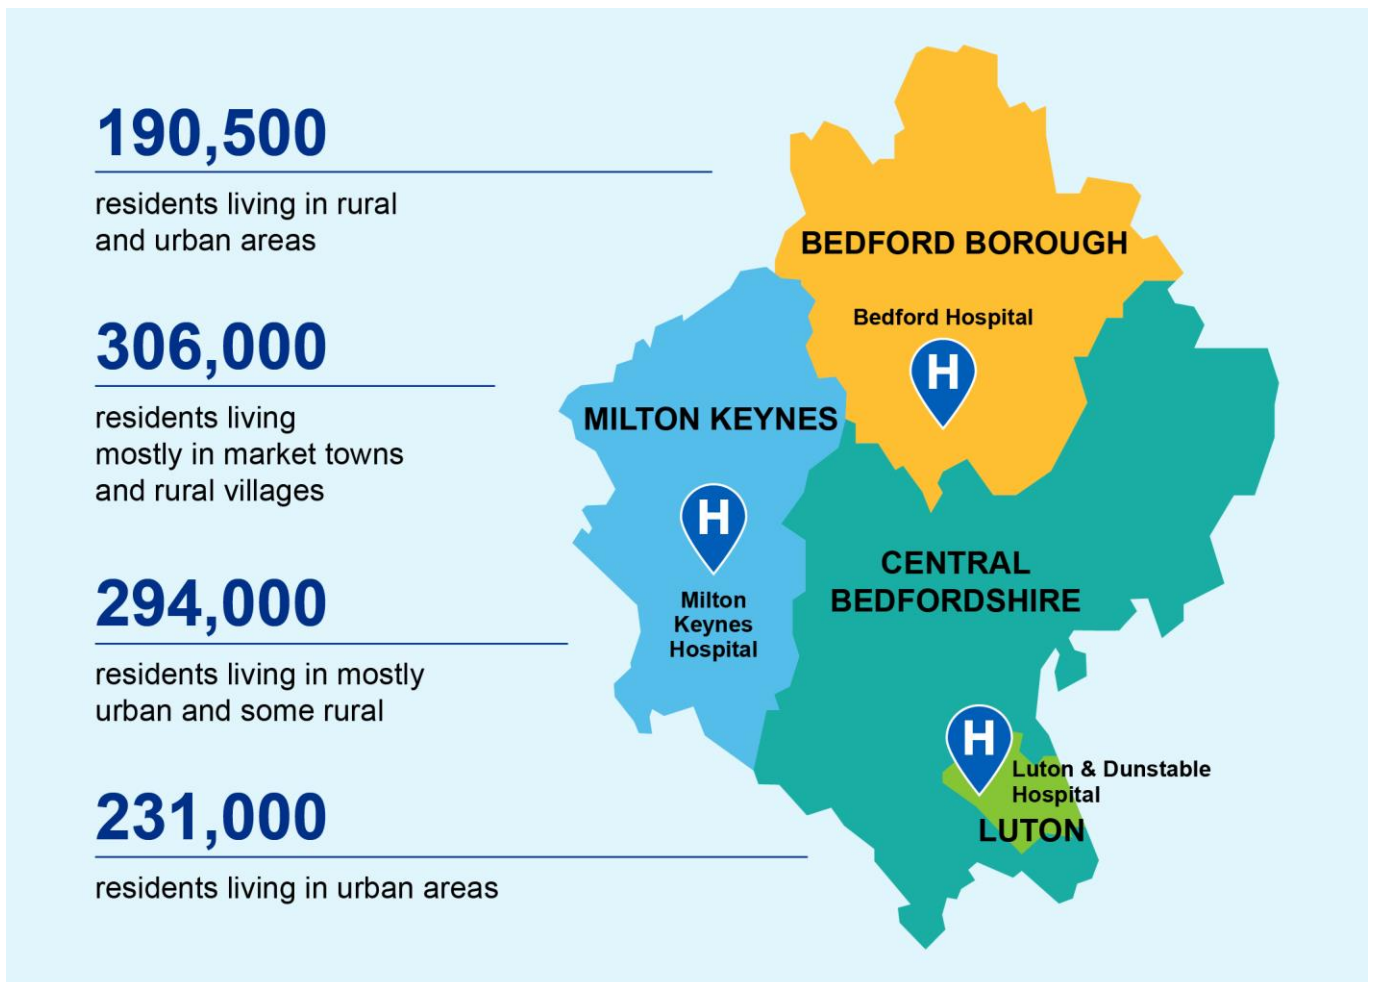 190,500
residents living in rural
and urban areas
306,000
residents living
mostly in market towns
and rural villages
294,000
residents living in mostly
urban and some rural
231,000
residents living in urban areas
BEDFORD BOROUGH
Bedford Hospital
H
MILTON KEYNES
H
Milton
Keynes
Hospital
CENTRAL
BEDFORDSHIRE
H
Luton & Dunstable
Hospital
LUTON